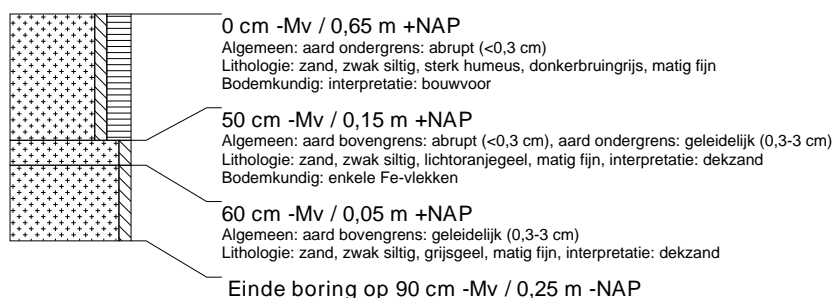 0 cm -Mv / 0,65 m +NAP
Algemeen: aard ondergrens: abrupt (<0,3 cm)
Lithologie: zand, zwak siltig, sterk humeus, donkerbruingrijs, matig fijn
Bodemkundig: interpretatie: bouwvoor
50 cm -Mv / 0,15 m +NAP
Algemeen: aard bovengrens: abrupt (<0,3 cm), aard ondergrens: geleidelijk (0,3-3 cm)
Lithologie: zand, zwak siltig, lichtoranjegeel, matig fijn, interpretatie: dekzand
Bodemkundig: enkele Fe-vlekken
60 cm -Mv / 0,05 m +NAP
Algemeen: aard bovengrens: geleidelijk (0,3-3 cm)
Lithologie: zand, zwak siltig, grijsgeel, matig fijn, interpretatie: dekzand
Einde boring op 90 cm -Mv / 0,25 m -NAP